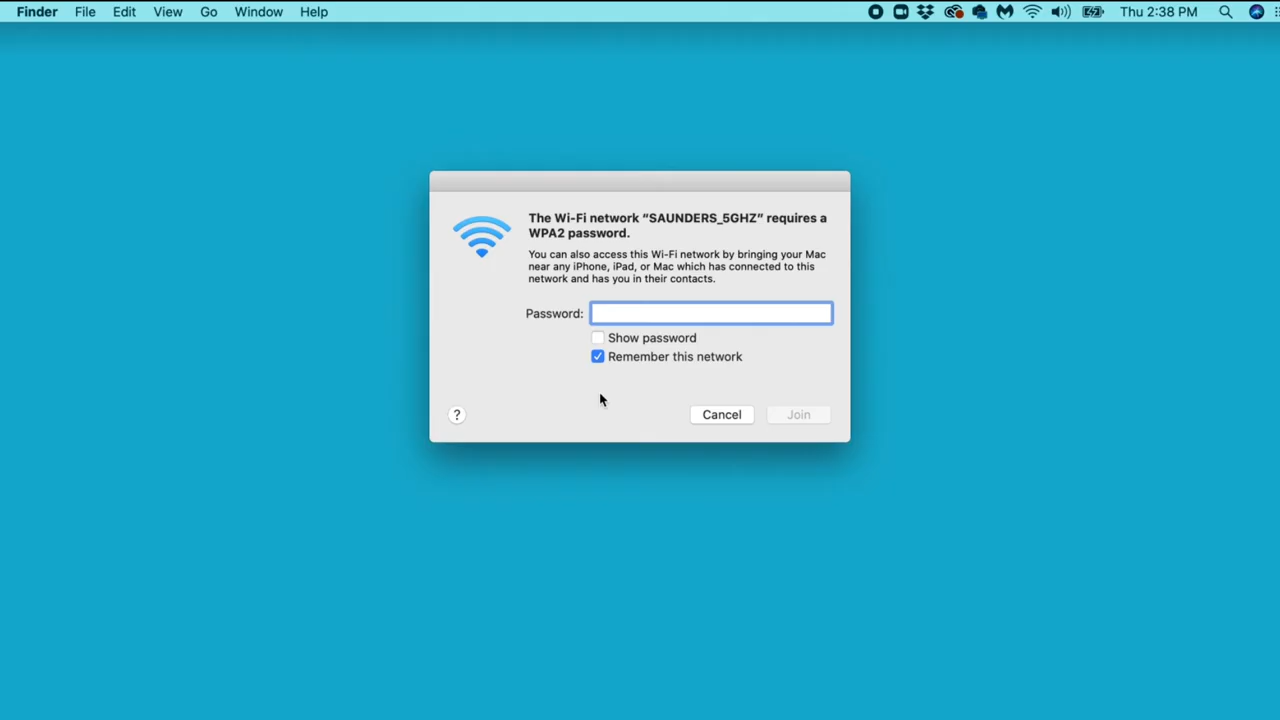 Finder File Edit View Go Window Help Thu 2:38 PM
The Wi-Fi network “SAUNDERS_5GHZ” requires a
WPA2 password.
You can also access this Wi-Fi network by bringing your Mac
near any iPhone, iPad, or Mac which has connected to this
network and has you in their contacts.
Password:
Show password
Remember this network
? Cancel Join